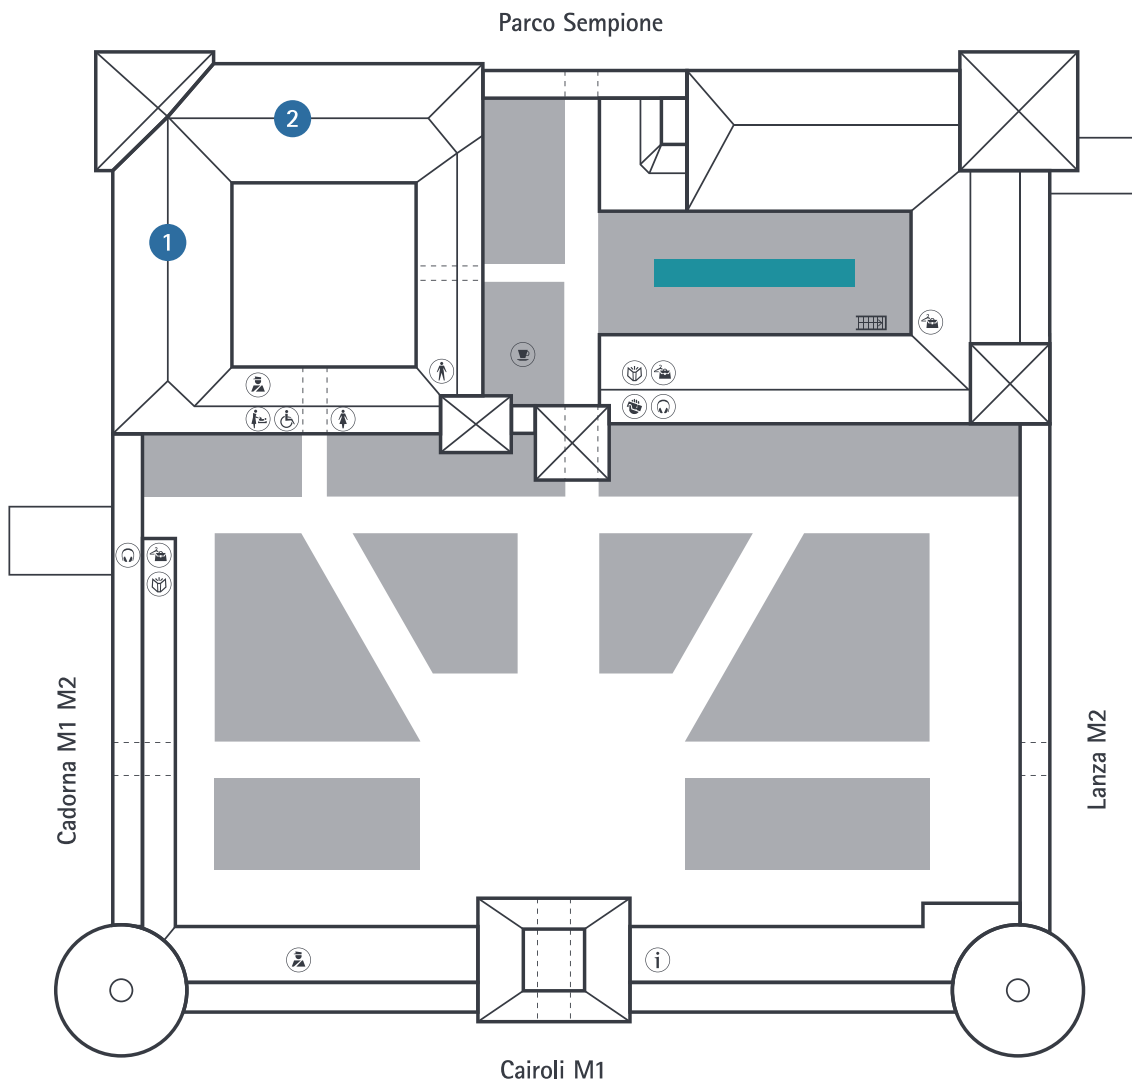 Parco Sempione
2
1
Cadorna M1 M2
Lanza M2
i
Cairoli M1